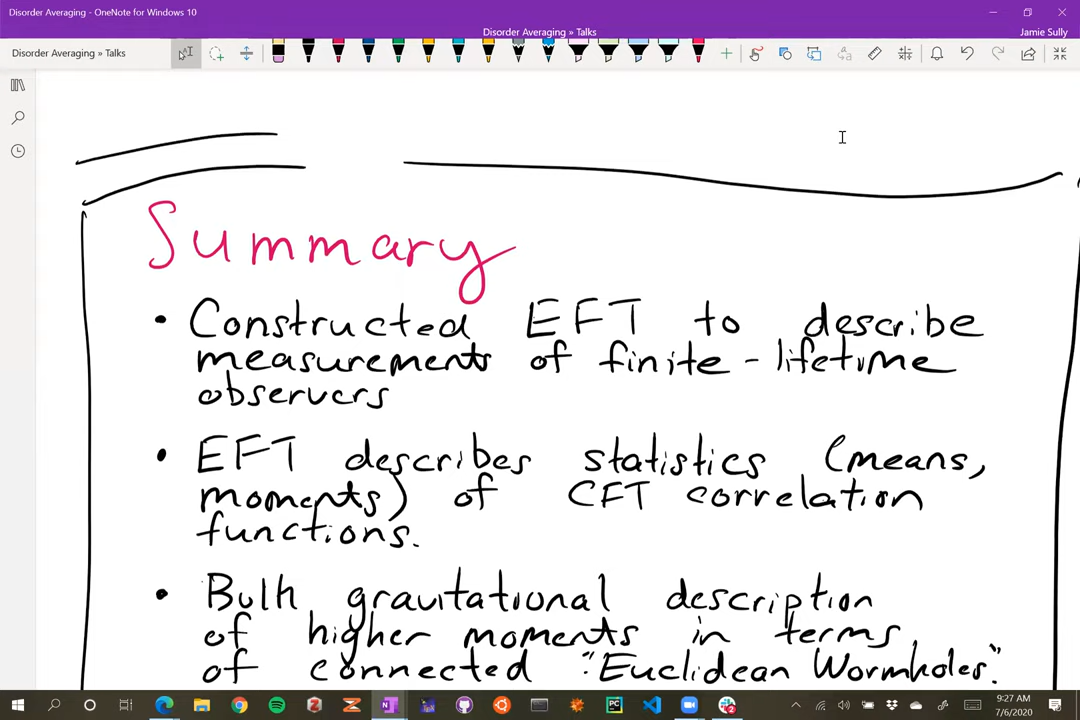 Disorder Averaging - OneNote for Windows 10
Disorder Averaging » Talks
Jamie Sully
Disorder Averaging » Talks
Summary
• Constructed EFT to describe
measurements of finite-lifetime
observers
• EFT describes statistics (means,
moments) of CFT correlation
functions.
• Bulk gravitational description
of higher moments in terms
of connected "Euclidean Wormholes".
9:27 AM
7/6/2020